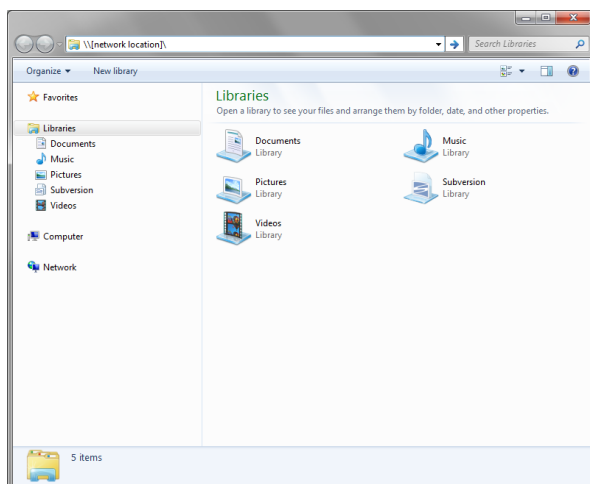 \\[network location]\
Search Libraries
Organize
New library
Favorites
Libraries
Documents
Music
Pictures
Subversion
Videos
Computer
Network
Libraries
Open a library to see your files and arrange them by folder, date, and other properties.
Documents
Library
Music
Library
Pictures
Library
Subversion
Library
Videos
Library
5 items